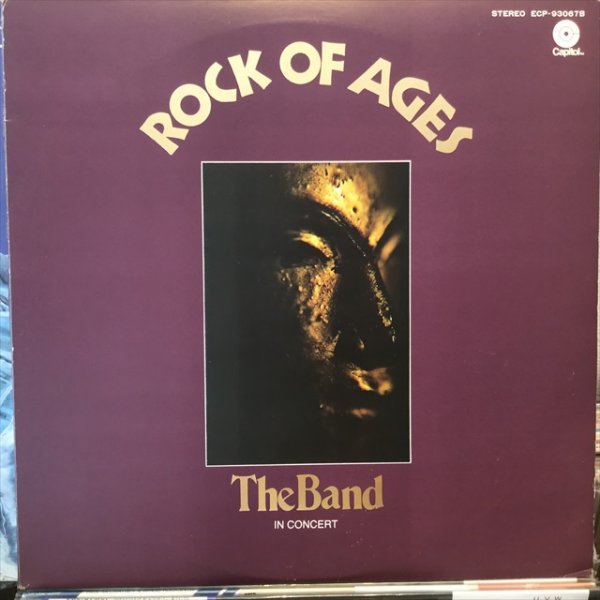 STEREO ECP-93067B
Capitol
ROCK OF AGES
The Band
IN CONCERT
U V W